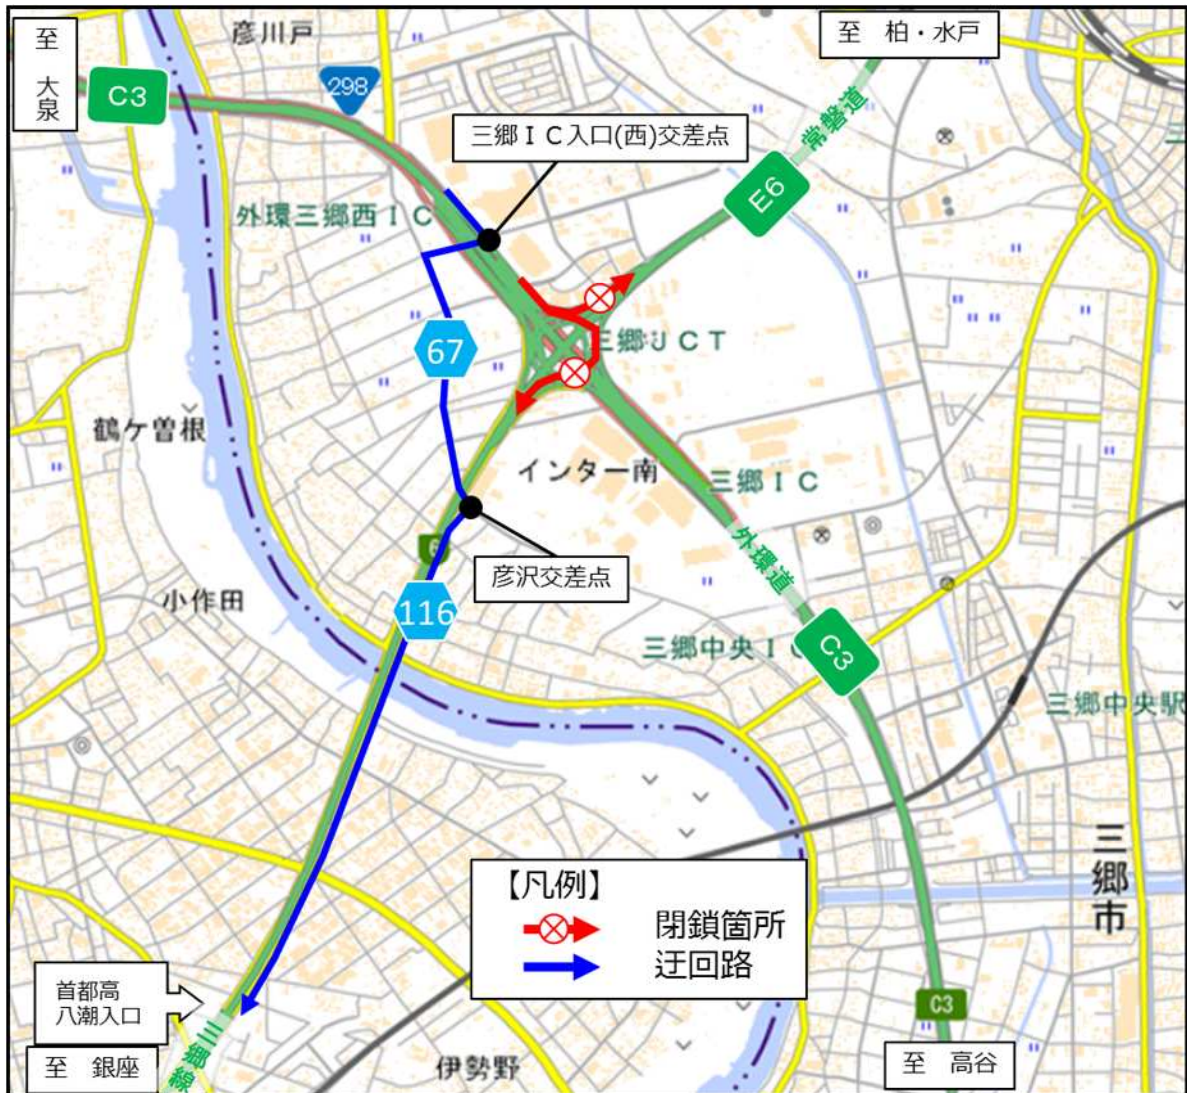 至
大泉
C3
彦川戸
298
至 柏・水戸
三郷ＩＣ入口(西)交差点
常磐道
E6
外環三郷西ＩＣ
67
三郷ＪＣＴ
鶴ケ曽根
インター南
三郷ＩＣ
外環道
6
彦沢交差点
小作田
116
三郷中央Ｉ
C3
三郷中央駅
三郷市
【凡例】
閉鎖箇所
迂回路
首都高
八潮入口
三郷線
至 銀座
伊勢野
C3
至 高谷